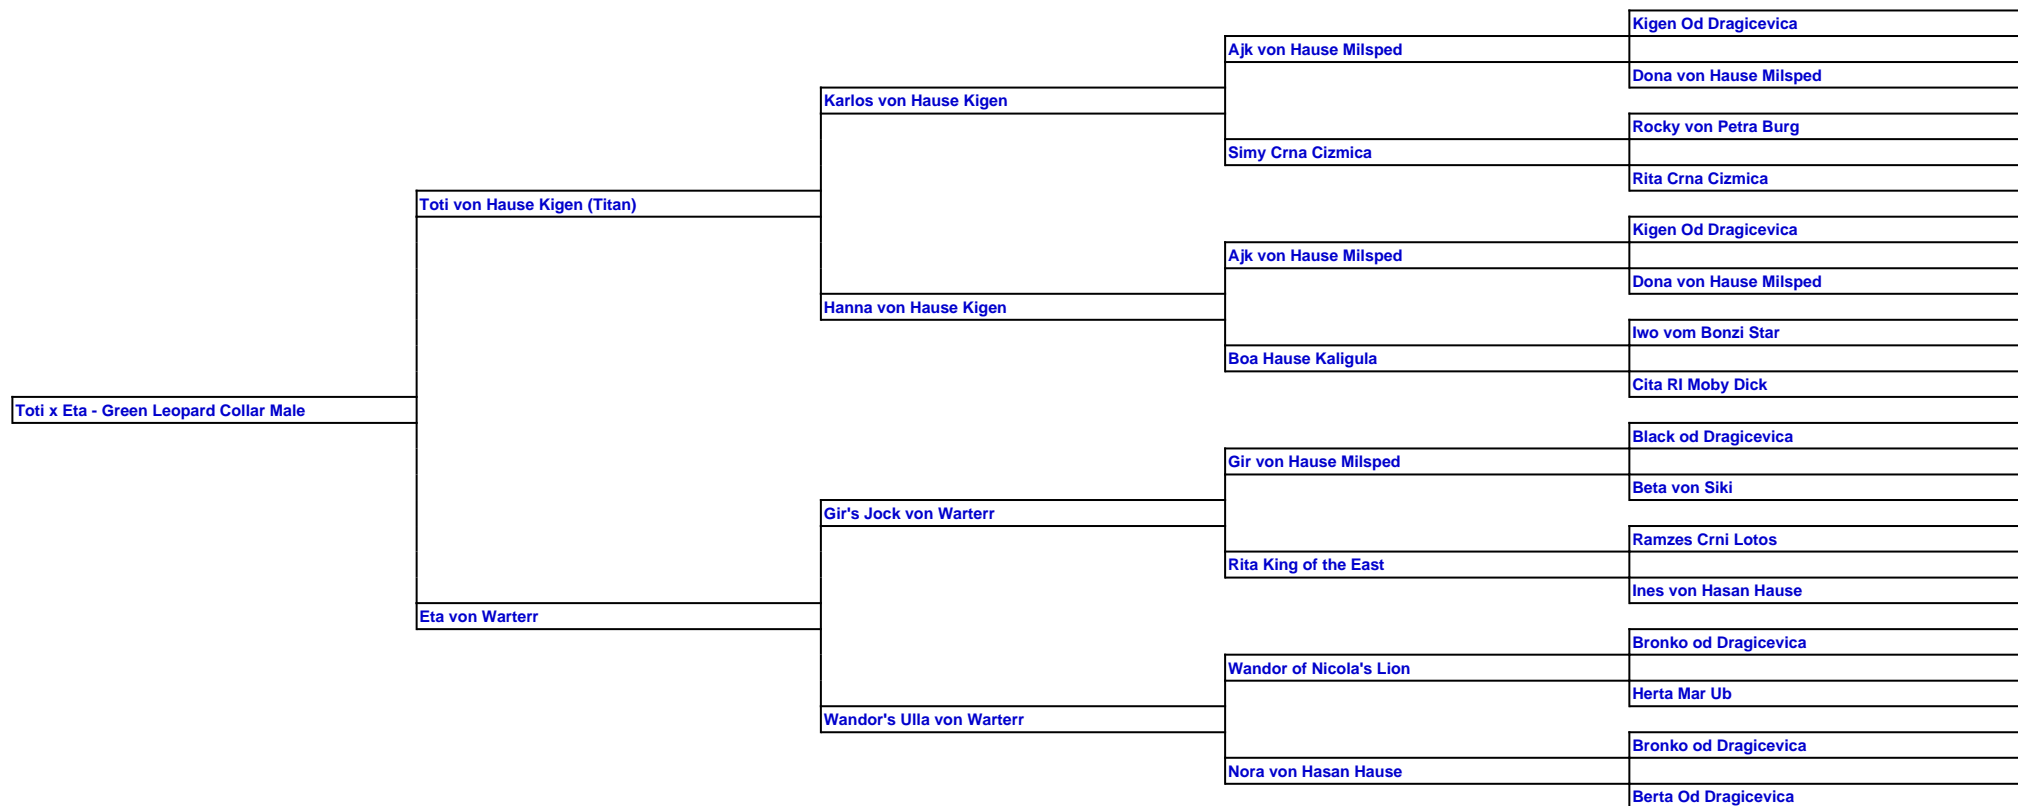 Kigen Od Dragicevica
Ajk von Hause Milsped
Dona von Hause Milsped
Karlos von Hause Kigen
Rocky von Petra Burg
Simy Crna Cizmica
Rita Crna Cizmica
Toti von Hause Kigen (Titan)
Kigen Od Dragicevica
Ajk von Hause Milsped
Dona von Hause Milsped
Hanna von Hause Kigen
Iwo vom Bonzi Star
Boa Hause Kaligula
Cita RI Moby Dick
Toti x Eta - Green Leopard Collar Male
Black od Dragicevica
Gir von Hause Milsped
Beta von Siki
Gir's Jock von Warterr
Ramzes Crni Lotos
Rita King of the East
Ines von Hasan Hause
Eta von Warterr
Bronko od Dragicevica
Wandor of Nicola's Lion
Herta Mar Ub
Wandor's Ulla von Warterr
Bronko od Dragicevica
Nora von Hasan Hause
Berta Od Dragicevica